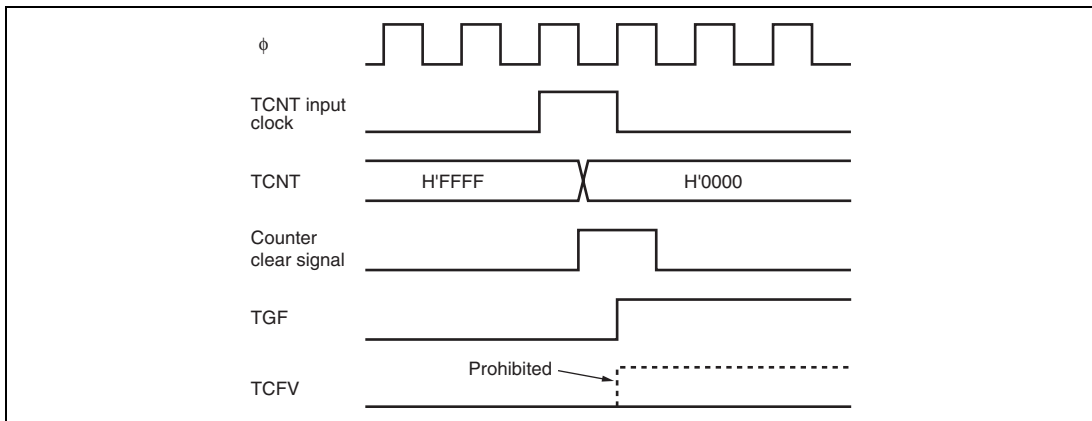 ϕ
TCNT input
clock
TCNT
H'FFFF
H'0000
Counter
clear signal
TGF
Prohibited
TCFV